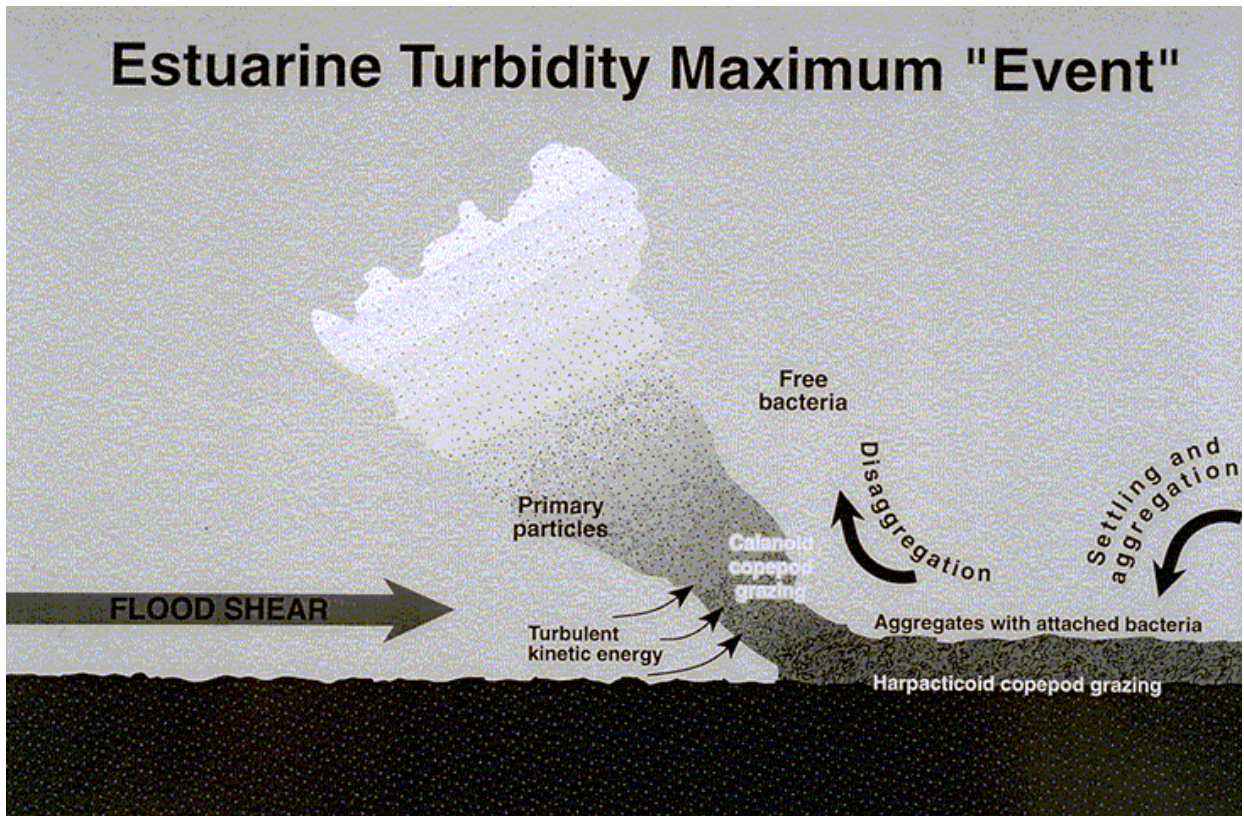 Estuarine Turbidity Maximum "Event"
Free
bacteria
Disaggregation
Settling and
aggregation
Primary
particles
Calanoid
copepod
grazing
FLOOD SHEAR
Turbulent
kinetic energy
Aggregates with attached bacteria
Harpacticoid copepod grazing